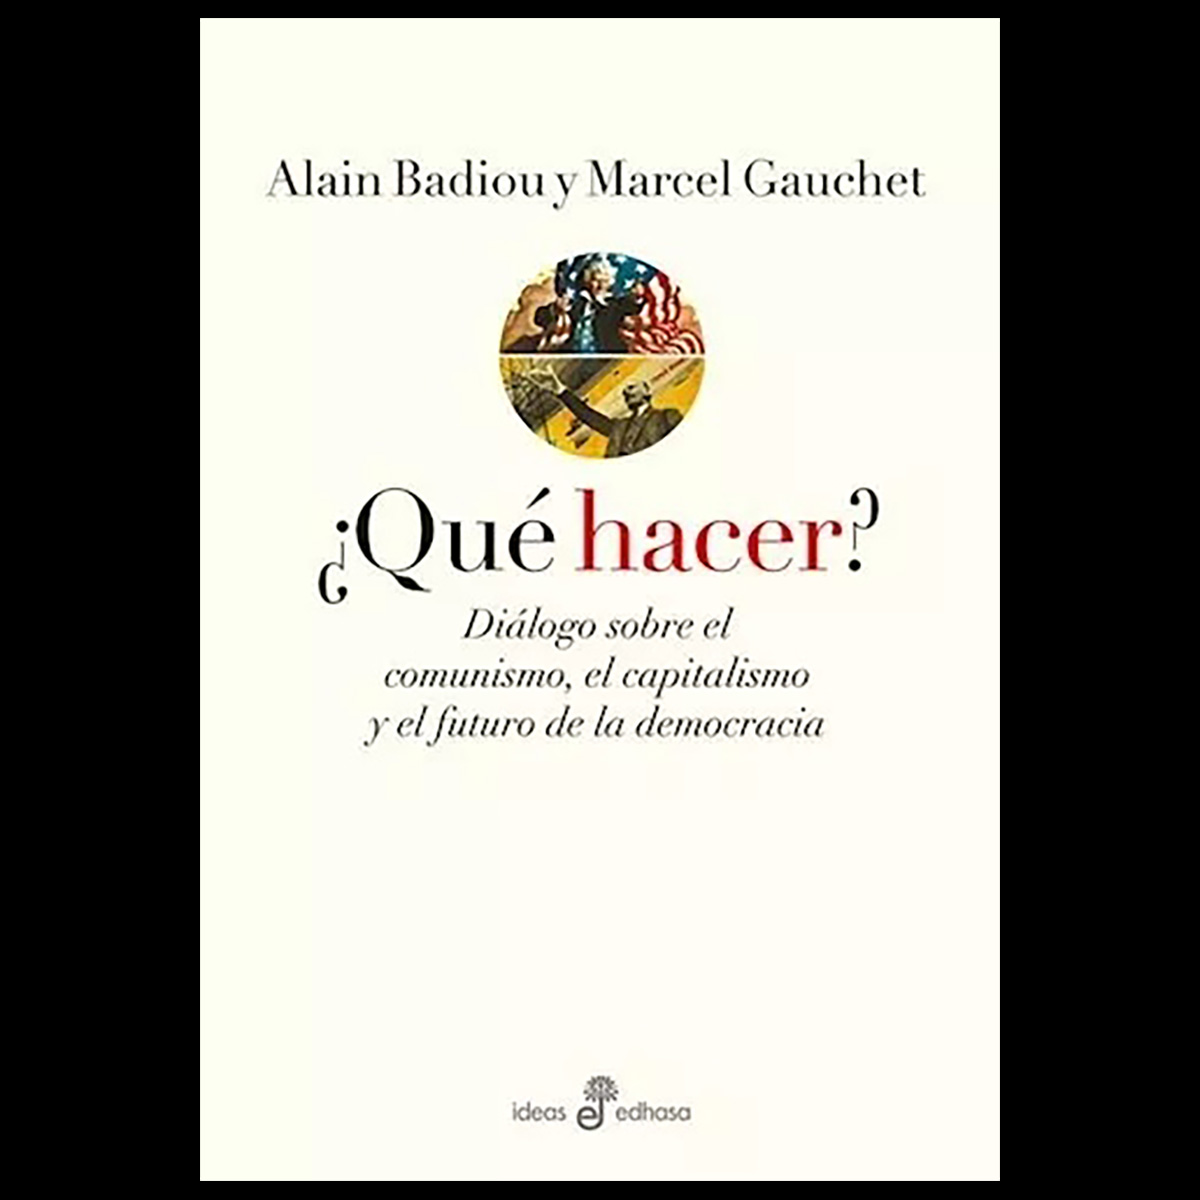 Alain Badiou y Marcel Gauchet
¿Qué hacer?
Diálogo sobre el
comunismo, el capitalismo
y el futuro de la democracia
ideas edhasa